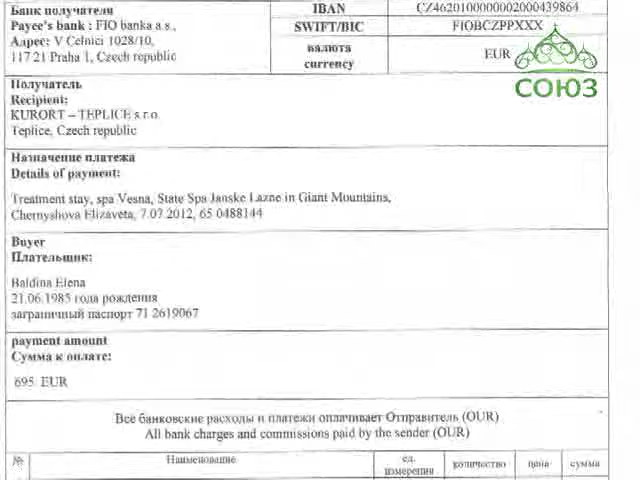 Банк получателя
Payee's bank : FIO banka a.s.,
Адрес: V Celnici 1028/10,
117 21 Praha 1, Czech republic
IBAN
CZ4620100000002000439864
SWIFT/BIC
FIOBCZPPXXX
валюта
currency
EUR
СОЮЗ
Получатель
Recipient:
KURORT – TEPLICE s.r.o.
Teplice, Czech republic
Назначение платежа
Details of payment:
Treatment stay, spa Vesna, State Spa Janske Lazne in Giant Mountains,
Chernyshova Elizaveta, 7.07.2012, 65 0488144
Buyer
Плательщик:
Baldina Elena
21.06.1985 года рождения
заграничный паспорт 71 2619067
payment amount
Сумма к оплате:
695 EUR
Все банковские расходы и платежи оплачивает Отправитель (OUR)
All bank charges and commissions paid by the sender (OUR)
№
Наименование
ед.
измерения
количество
цена
сумма